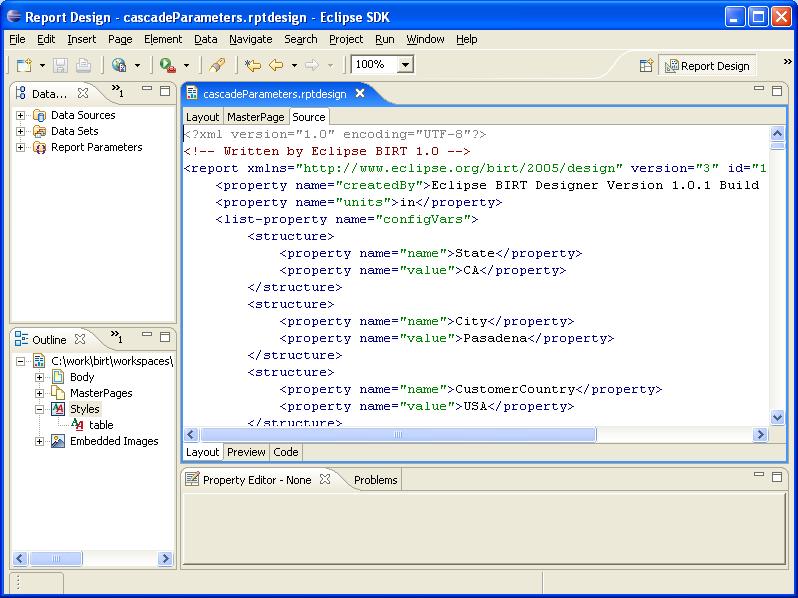 Report Design - cascadeParameters.rptdesign - Eclipse SDK
File Edit Insert Page Element Data Navigate Search Project Run Window Help
100% Report Design »
Data... »1
Data Sources
Data Sets
Report Parameters
Outline »1
C:\work\birt\workspaces\
Body
MasterPages
Styles
table
Embedded Images
cascadeParameters.rptdesign
Layout MasterPage Source
<?xml version="1.0" encoding="UTF-8"?>
<!-- Written by Eclipse BIRT 1.0 -->
<report xmlns="http://www.eclipse.org/birt/2005/design" version="3" id="1
<property name="createdBy">Eclipse BIRT Designer Version 1.0.1 Build
<property name="units">in</property>
<list-property name="configVars">
<structure>
<property name="name">State</property>
<property name="value">CA</property>
</structure>
<structure>
<property name="name">City</property>
<property name="value">Pasadena</property>
</structure>
<structure>
<property name="name">CustomerCountry</property>
<property name="value">USA</property>
</structure>
Layout Preview Code
Property Editor - None Problems